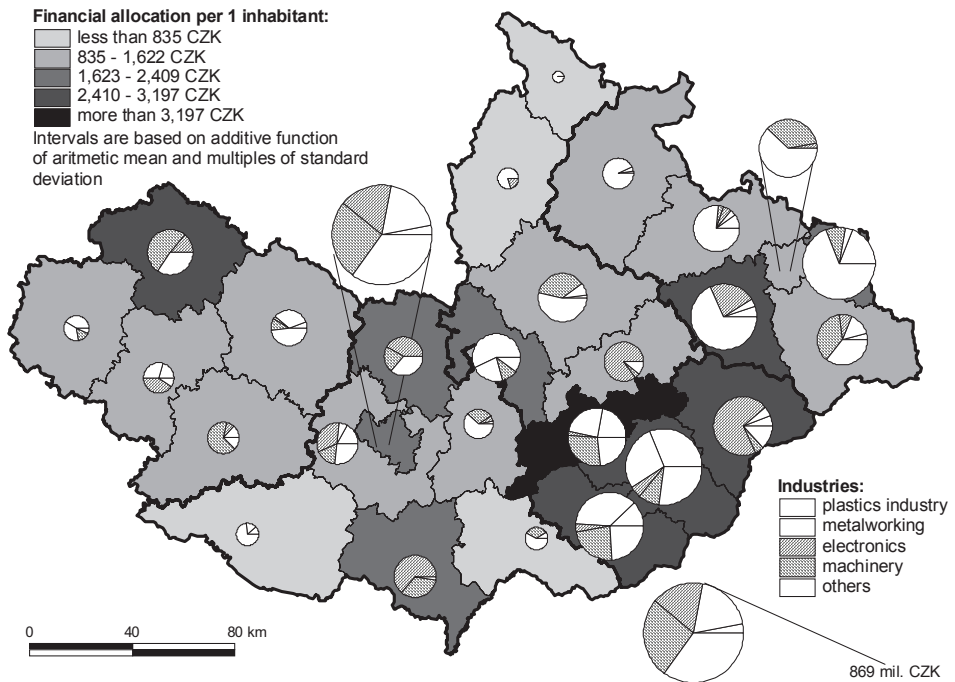 Financial allocation per 1 inhabitant:
less than 835 CZK
835 - 1,622 CZK
1,623 - 2,409 CZK
2,410 - 3,197 CZK
more than 3,197 CZK
Intervals are based on additive function
of aritmetic mean and multiples of standard
deviation
Industries:
plastics industry
metalworking
electronics
machinery
others
0 40 80 km
869 mil. CZK